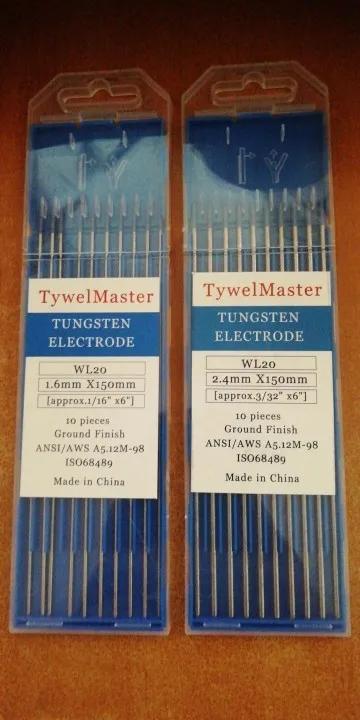 TywelMaster
TUNGSTEN
ELECTRODE
WL20
1.6mm X150mm
[approx.1/16" x6"]
10 pieces
Ground Finish
ANSI/AWS A5.12M-98
ISO68489
Made in China
TywelMaster
TUNGSTEN
ELECTRODE
WL20
2.4mm X150mm
[approx.3/32" x6"]
10 pieces
Ground Finish
ANSI/AWS A5.12M-98
ISO68489
Made in China